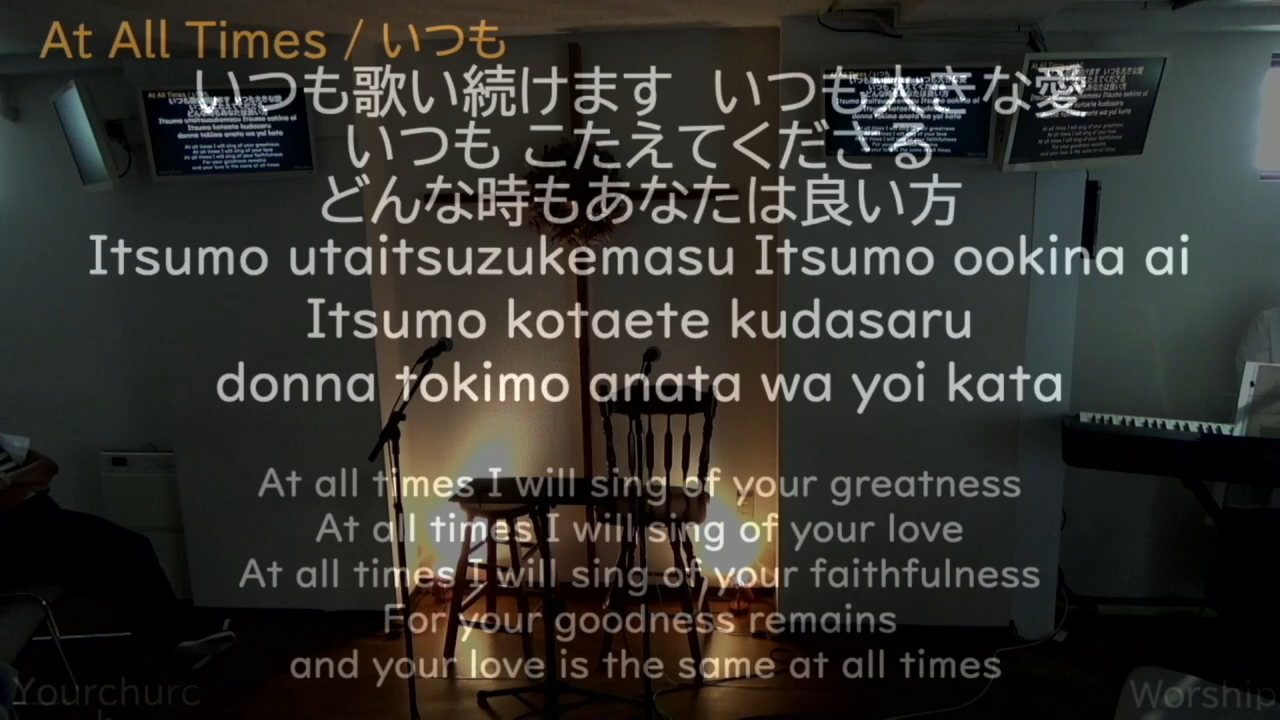 At All Times / いつも
いつも歌い続けます いつも大きな愛
いつも こたえてくださる
どんな時もあなたは良い方
Itsumo utaitsuzukemasu Itsumo ookina ai
Itsumo kotaete kudasaru
donna tokimo anata wa yoi kata
At all times I will sing of your greatness
At all times I will sing of your love
At all times I will sing of your faithfulness
For your goodness remains
and your love is the same at all times
Yourchurc
Worship